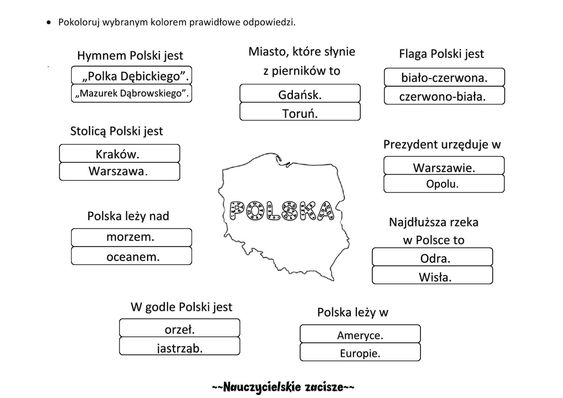 • Pokoloruj wybranym kolorem prawidłowe odpowiedzi.
Hymnem Polski jest
„Polka Dębickiego”.
„Mazurek Dąbrowskiego”.
Miasto, które słynie
z pierników to
Gdańsk.
Toruń.
Flaga Polski jest
biało-czerwona.
czerwono-biała.
Stolicą Polski jest
Kraków.
Warszawa.
Prezydent urzęduje w
Warszawie.
Opolu.
POLSKA
Polska leży nad
morzem.
oceanem.
Najdłuższa rzeka
w Polsce to
Odra.
Wisła.
W godle Polski jest
orzeł.
jastrząb.
Polska leży w
Ameryce.
Europie.
~~Nauczycielskie zacisze~~